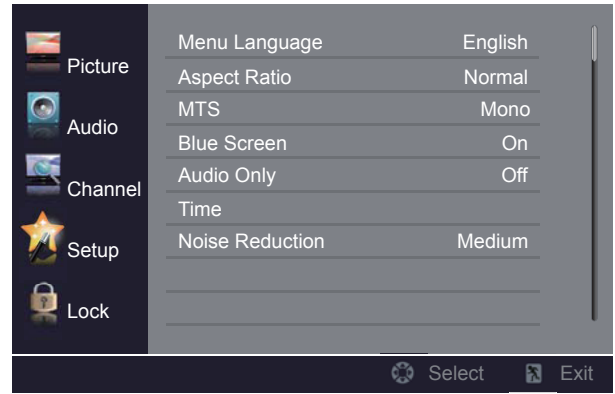 Picture
Audio
Channel
Setup
Lock
Menu Language English
Aspect Ratio Normal
MTS Mono
Blue Screen On
Audio Only Off
Time
Noise Reduction Medium
Select Exit